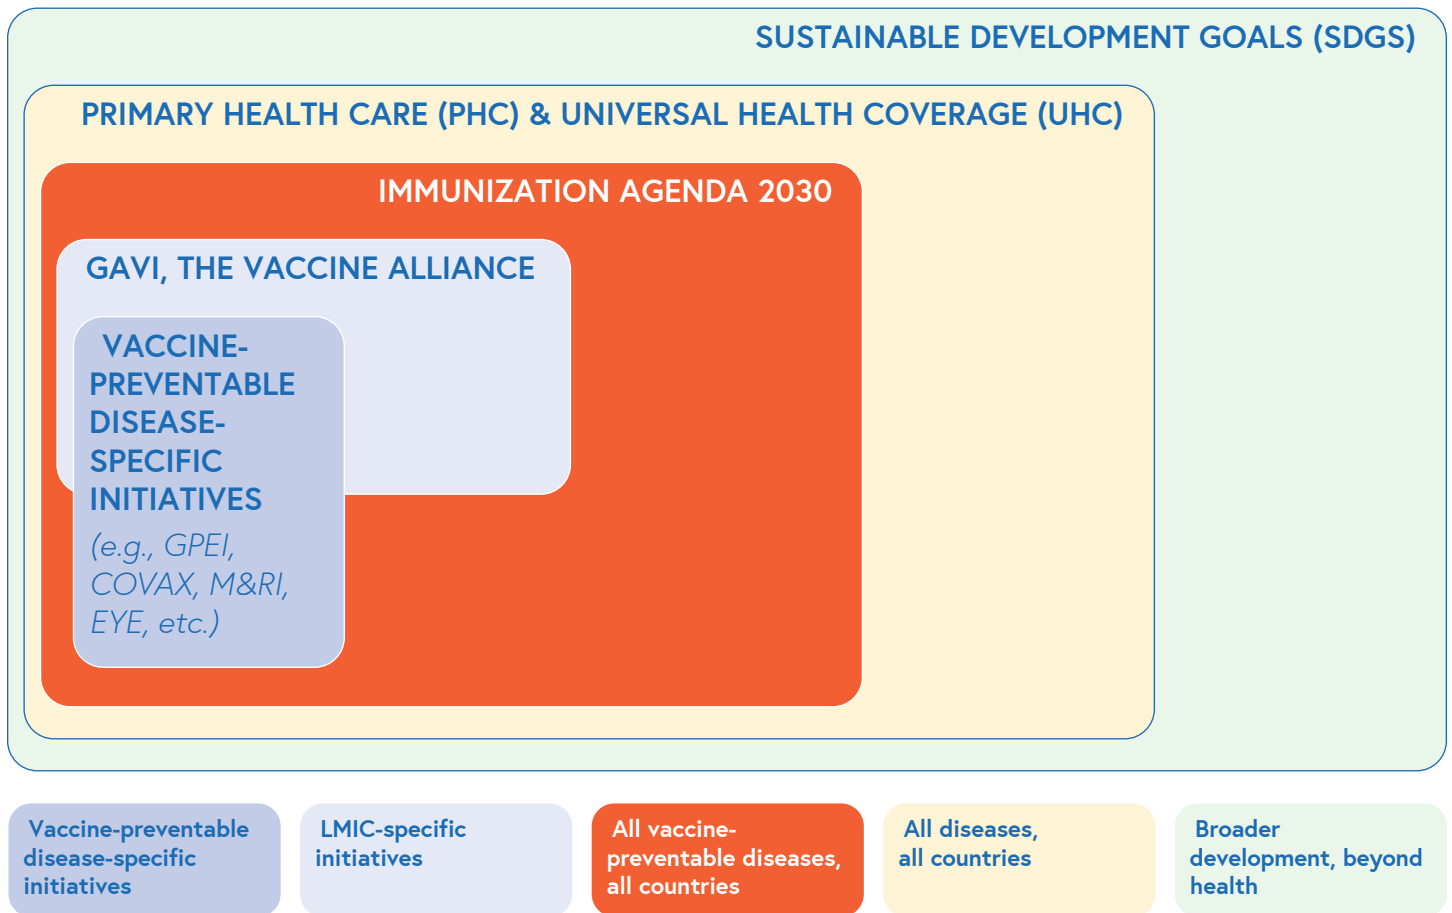 SUSTAINABLE DEVELOPMENT GOALS (SDGS)
PRIMARY HEALTH CARE (PHC) & UNIVERSAL HEALTH COVERAGE (UHC)
IMMUNIZATION AGENDA 2030
GAVI, THE VACCINE ALLIANCE
VACCINE-
PREVENTABLE
DISEASE-
SPECIFIC
INITIATIVES
(e.g., GPEI,
COVAX, M&RI,
EYE, etc.)
Vaccine-preventable
disease-specific
initiatives
LMIC-specific
initiatives
All vaccine-
preventable diseases,
all countries
All diseases,
all countries
Broader
development, beyond
health